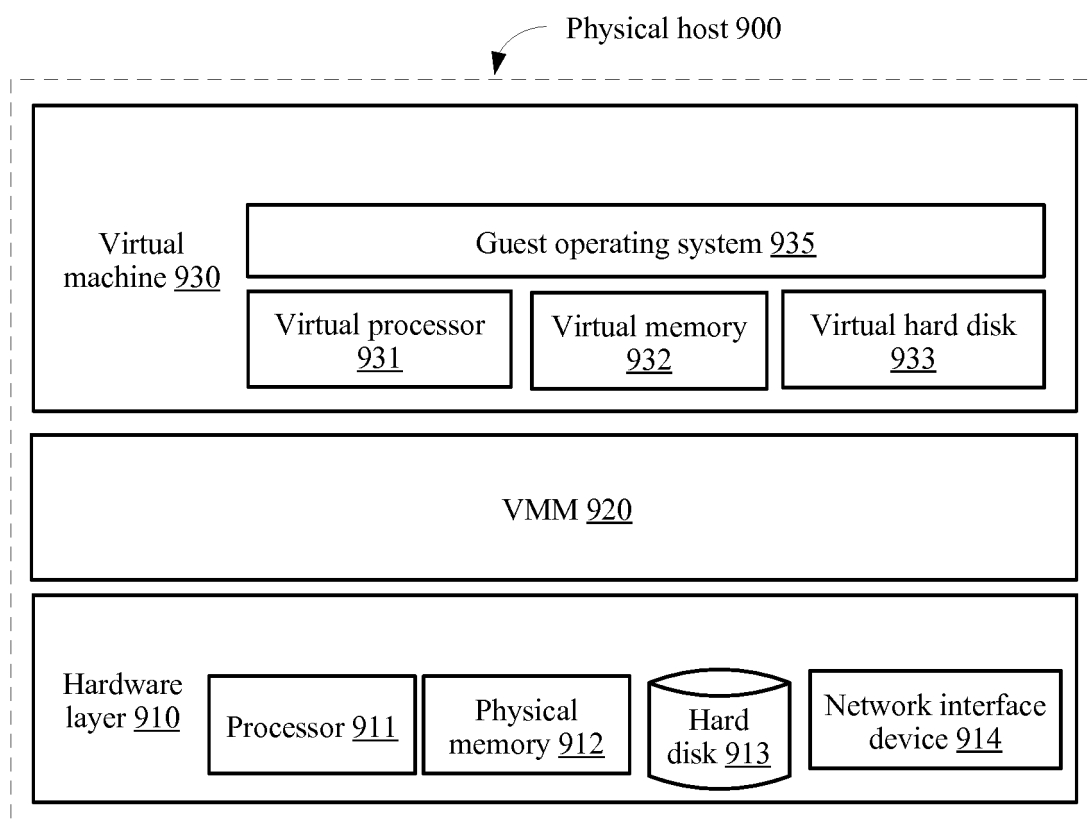 Physical host 900
Virtual
machine 930
Guest operating system 935
Virtual processor
931
Virtual memory
932
Virtual hard disk
933
VMM 920
Hardware
layer 910
Processor 911
Physical
memory 912
Hard
disk 913
Network interface
device 914